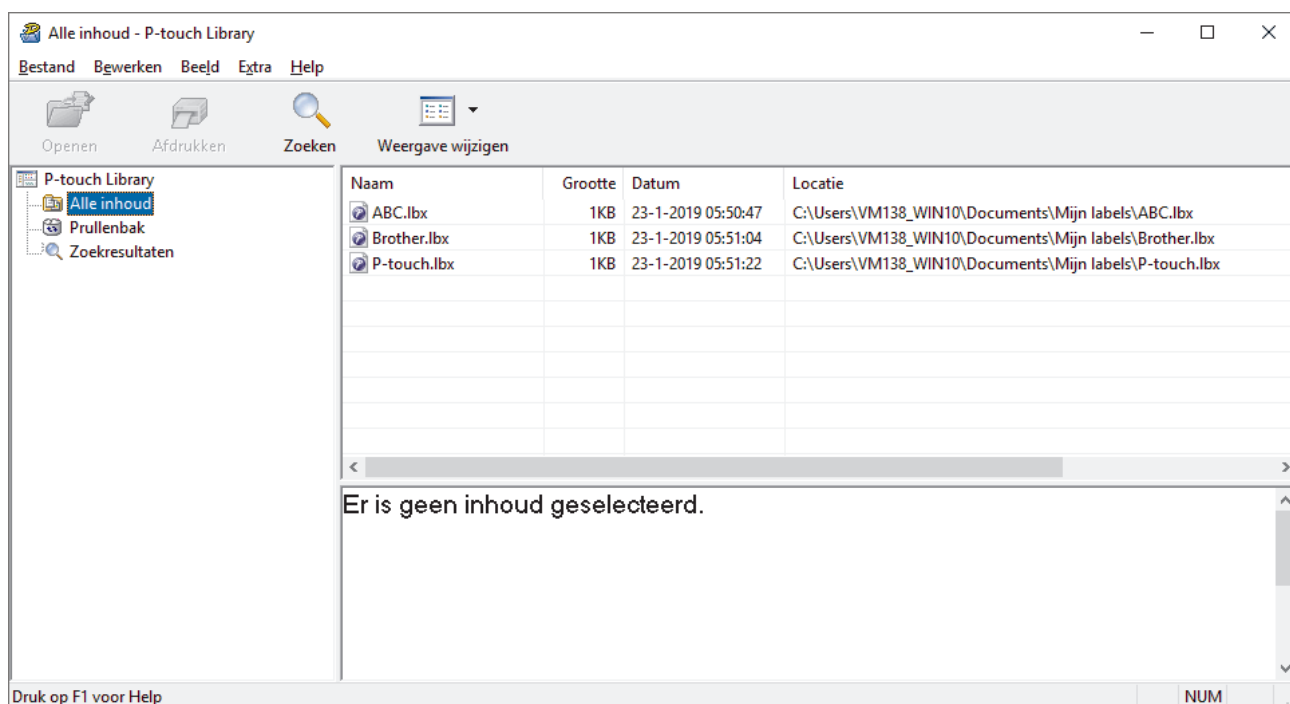 Alle inhoud - P-touch Library
Bestand Bewerken Beeld Extra Help
Openen Afdrukken Zoeken Weergave wijzigen
P-touch Library
Alle inhoud
Prullenbak
Zoekresultaten
Naam Grootte Datum Locatie
ABC.lbx 1KB 23-1-2019 05:50:47 C:\Users\VM138_WIN10\Documents\Mijn labels\ABC.lbx
Brother.lbx 1KB 23-1-2019 05:51:04 C:\Users\VM138_WIN10\Documents\Mijn labels\Brother.lbx
P-touch.lbx 1KB 23-1-2019 05:51:22 C:\Users\VM138_WIN10\Documents\Mijn labels\P-touch.lbx
Er is geen inhoud geselecteerd.
Druk op F1 voor Help NUM